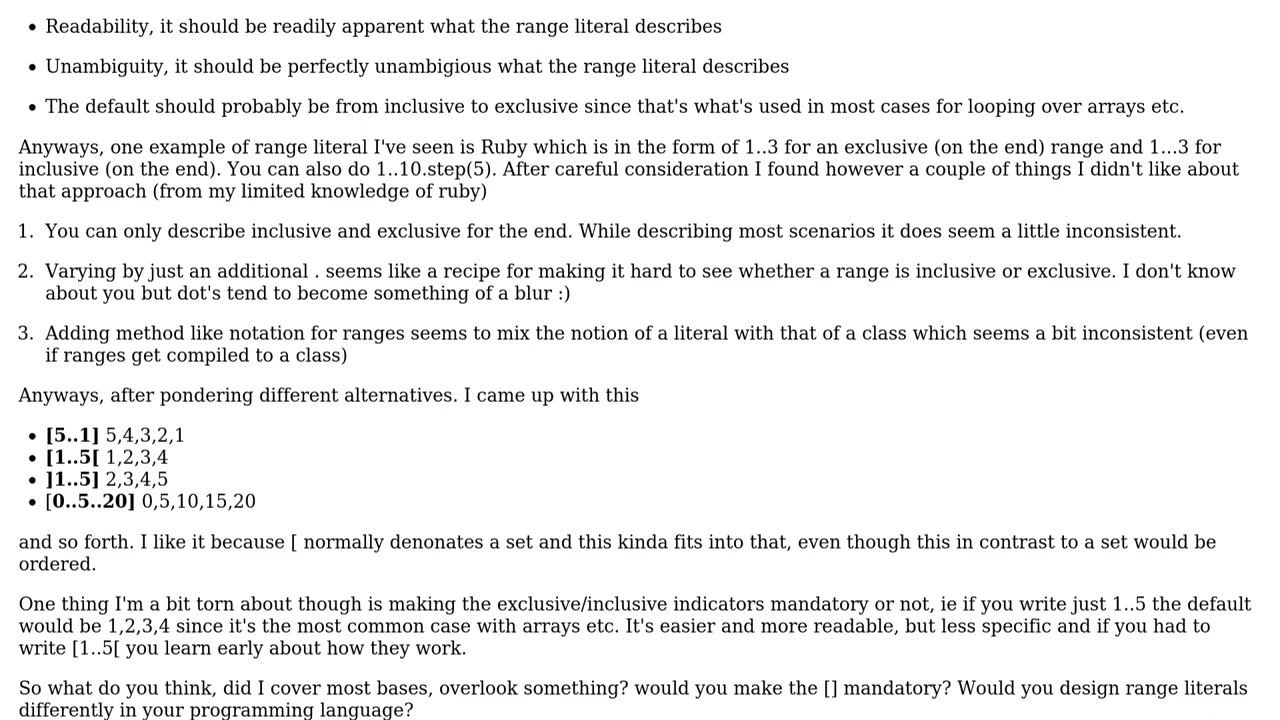 • Readability, it should be readily apparent what the range literal describes
• Unambiguity, it should be perfectly unambigious what the range literal describes
• The default should probably be from inclusive to exclusive since that's what's used in most cases for looping over arrays etc.
Anyways, one example of range literal I've seen is Ruby which is in the form of 1..3 for an exclusive (on the end) range and 1...3 for
inclusive (on the end). You can also do 1..10.step(5). After careful consideration I found however a couple of things I didn't like about
that approach (from my limited knowledge of ruby)
1. You can only describe inclusive and exclusive for the end. While describing most scenarios it does seem a little inconsistent.
2. Varying by just an additional . seems like a recipe for making it hard to see whether a range is inclusive or exclusive. I don't know
about you but dot's tend to become something of a blur :)
3. Adding method like notation for ranges seems to mix the notion of a literal with that of a class which seems a bit inconsistent (even
if ranges get compiled to a class)
Anyways, after pondering different alternatives. I came up with this
• [5..1] 5,4,3,2,1
• [1..5[ 1,2,3,4
• ]1..5] 2,3,4,5
• [0..5..20] 0,5,10,15,20
and so forth. I like it because [ normally denonates a set and this kinda fits into that, even though this in contrast to a set would be
ordered.
One thing I'm a bit torn about though is making the exclusive/inclusive indicators mandatory or not, ie if you write just 1..5 the default
would be 1,2,3,4 since it's the most common case with arrays etc. It's easier and more readable, but less specific and if you had to
write [1..5[ you learn early about how they work.
So what do you think, did I cover most bases, overlook something? would you make the [] mandatory? Would you design range literals
differently in your programming language?